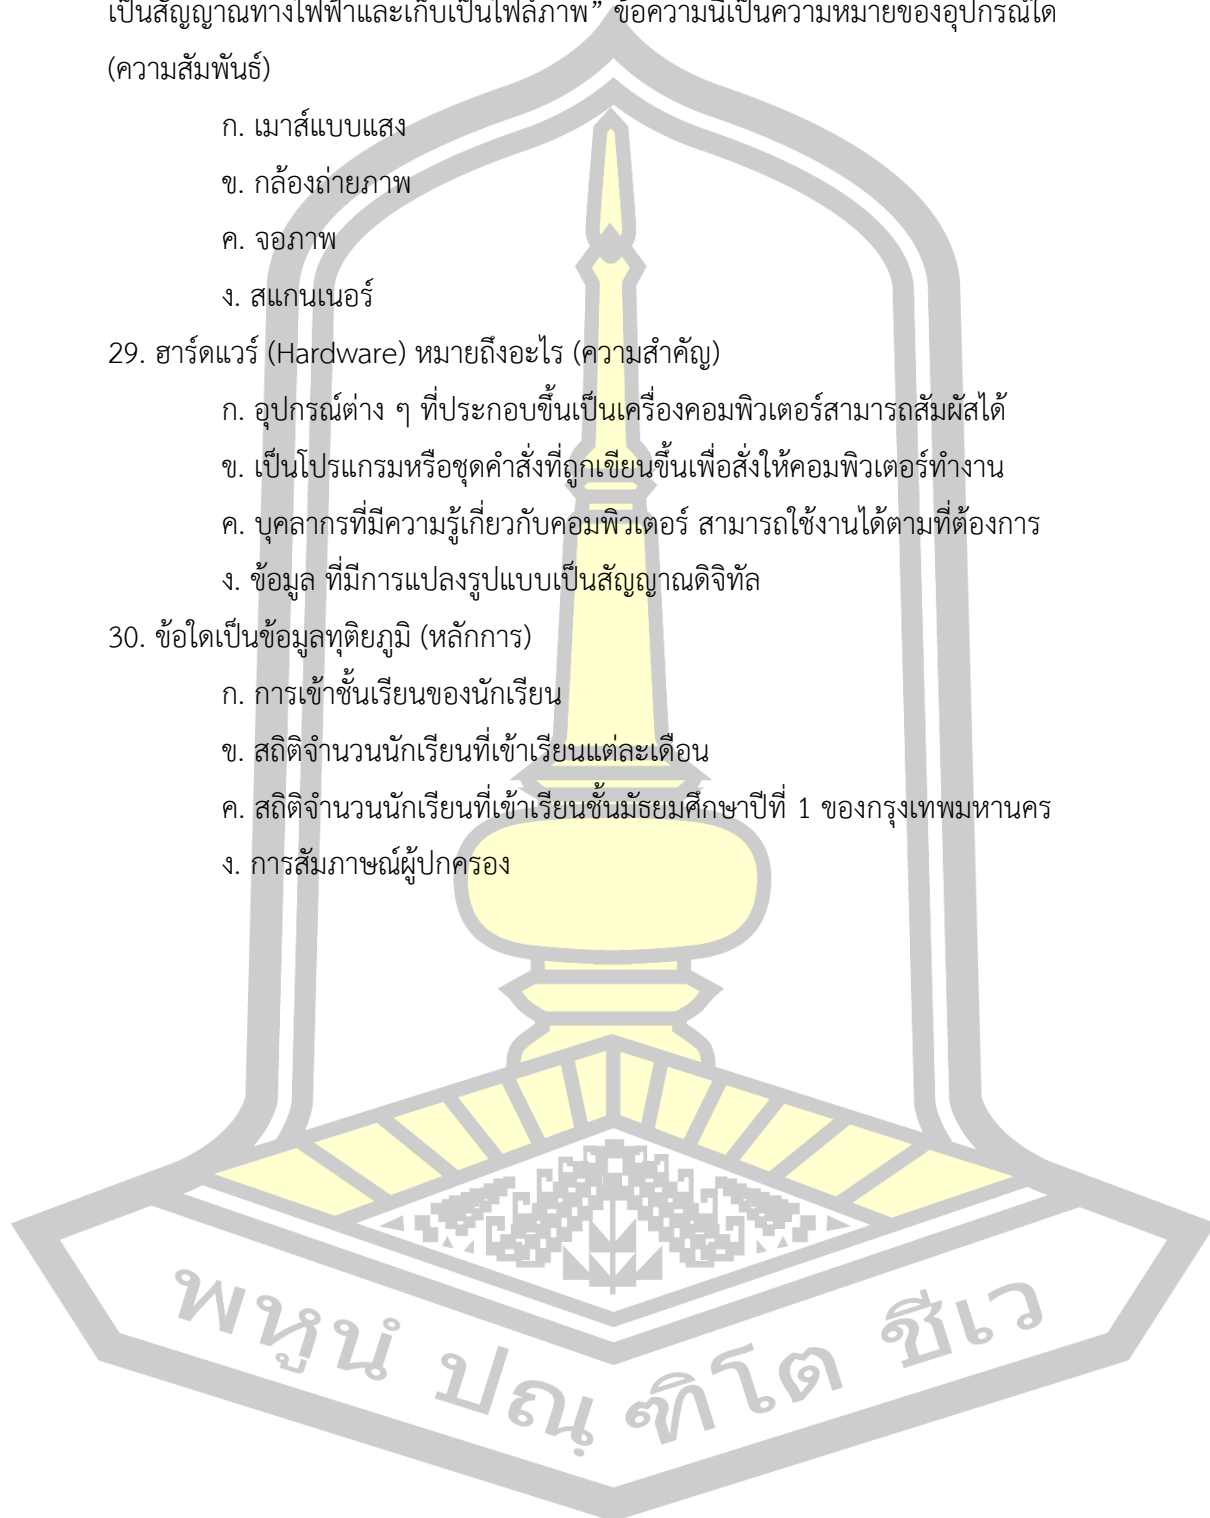 เป็นสัญญาณทางไฟฟ้าและเก็บเป็นไฟล์ภาพ” ข้อความนี้เป็นความหมายของอุปกรณ์ใด
(ความสัมพันธ์)
ก. เมาส์แบบแสง
ข. กล้องถ่ายภาพ
ค. จอภาพ
ง. สแกนเนอร์
29. ฮาร์ดแวร์ (Hardware) หมายถึงอะไร (ความสำคัญ)
ก. อุปกรณ์ต่าง ๆ ที่ประกอบขึ้นเป็นเครื่องคอมพิวเตอร์สามารถสัมผัสได้
ข. เป็นโปรแกรมหรือชุดคำสั่งที่ถูกเขียนขึ้นเพื่อสั่งให้คอมพิวเตอร์ทำงาน
ค. บุคลากรที่มีความรู้เกี่ยวกับคอมพิวเตอร์ สามารถใช้งานได้ตามที่ต้องการ
ง. ข้อมูล ที่มีการแปลงรูปแบบเป็นสัญญาณดิจิทัล
30. ข้อใดเป็นข้อมูลทุติยภูมิ (หลักการ)
ก. การเข้าชั้นเรียนของนักเรียน
ข. สถิติจำนวนนักเรียนที่เข้าเรียนแต่ละเดือน
ค. สถิติจำนวนนักเรียนที่เข้าเรียนชั้นมัธยมศึกษาปีที่ 1 ของกรุงเทพมหานคร
ง. การสัมภาษณ์ผู้ปกครอง
พหูนํ ปณฺฑิโต ชีเว